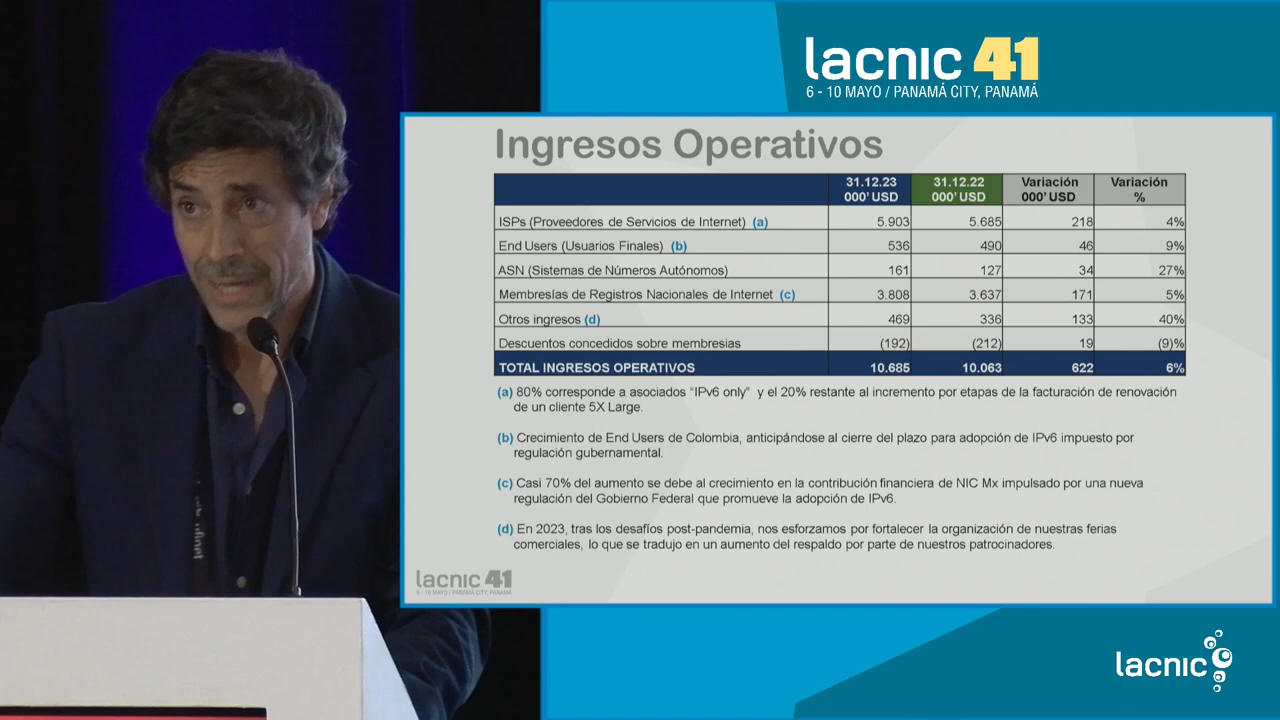 lacnic 41
6 - 10 MAYO / PANAMÁ CITY, PANAMÁ
Ingresos Operativos
31.12.23 31.12.22 Variación Variación
000' USD 000' USD 000' USD %
ISPs (Proveedores de Servicios de Internet) (a) 5.903 5.685 218 4%
End Users (Usuarios Finales) (b) 536 490 46 9%
ASN (Sistemas de Números Autónomos) 161 127 34 27%
Membresías de Registros Nacionales de Internet (c) 3.808 3.637 171 5%
Otros ingresos (d) 469 336 133 40%
Descuentos concedidos sobre membresias (192) (212) 19 (9)%
TOTAL INGRESOS OPERATIVOS 10.685 10.063 622 6%
(a) 80% corresponde a asociados “IPv6 only” y el 20% restante al incremento por etapas de la facturación de renovación
de un cliente 5X Large.
(b) Crecimiento de End Users de Colombia, anticipándose al cierre del plazo para adopción de IPv6 impuesto por
regulación gubernamental.
(c) Casi 70% del aumento se debe al crecimiento en la contribución financiera de NIC Mx impulsado por una nueva
regulación del Gobierno Federal que promueve la adopción de IPv6.
(d) En 2023, tras los desafíos post-pandemia, nos esforzamos por fortalecer la organización de nuestras ferias
comerciales, lo que se tradujo en un aumento del respaldo por parte de nuestros patrocinadores.
lacnic 41
6 - 10 MAYO / PANAMÁ CITY, PANAMÁ
lacnic